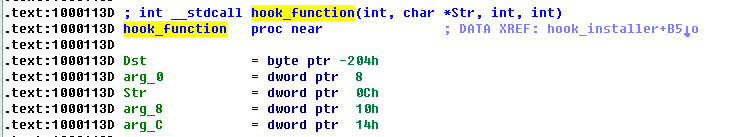 .text:1000113D ; int __stdcall hook_function(int, char *Str, int, int)
.text:1000113D hook_function proc near ; DATA XREF: hook_installer+B5↓o
.text:1000113D
.text:1000113D Dst = byte ptr -204h
.text:1000113D arg_0 = dword ptr 8
.text:1000113D Str = dword ptr 0Ch
.text:1000113D arg_8 = dword ptr 10h
.text:1000113D arg_C = dword ptr 14h